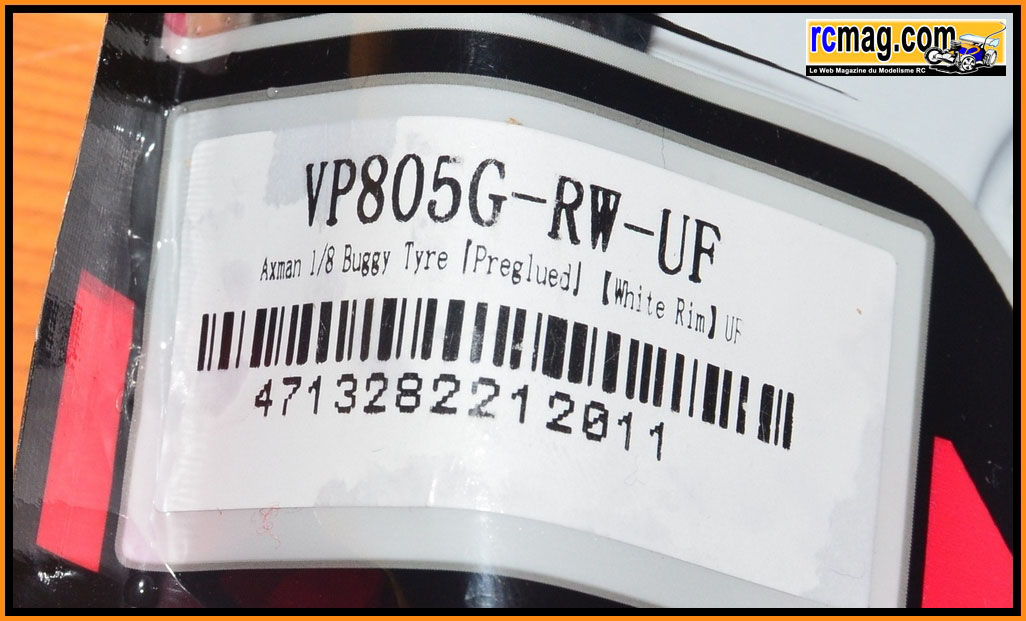 rcmag.com
Le Web Magazine du Modelisme RC
VP805G-RW-UF
Axman 1/8 Buggy Tyre【Preglued】【White Rim】UF
4713282212011